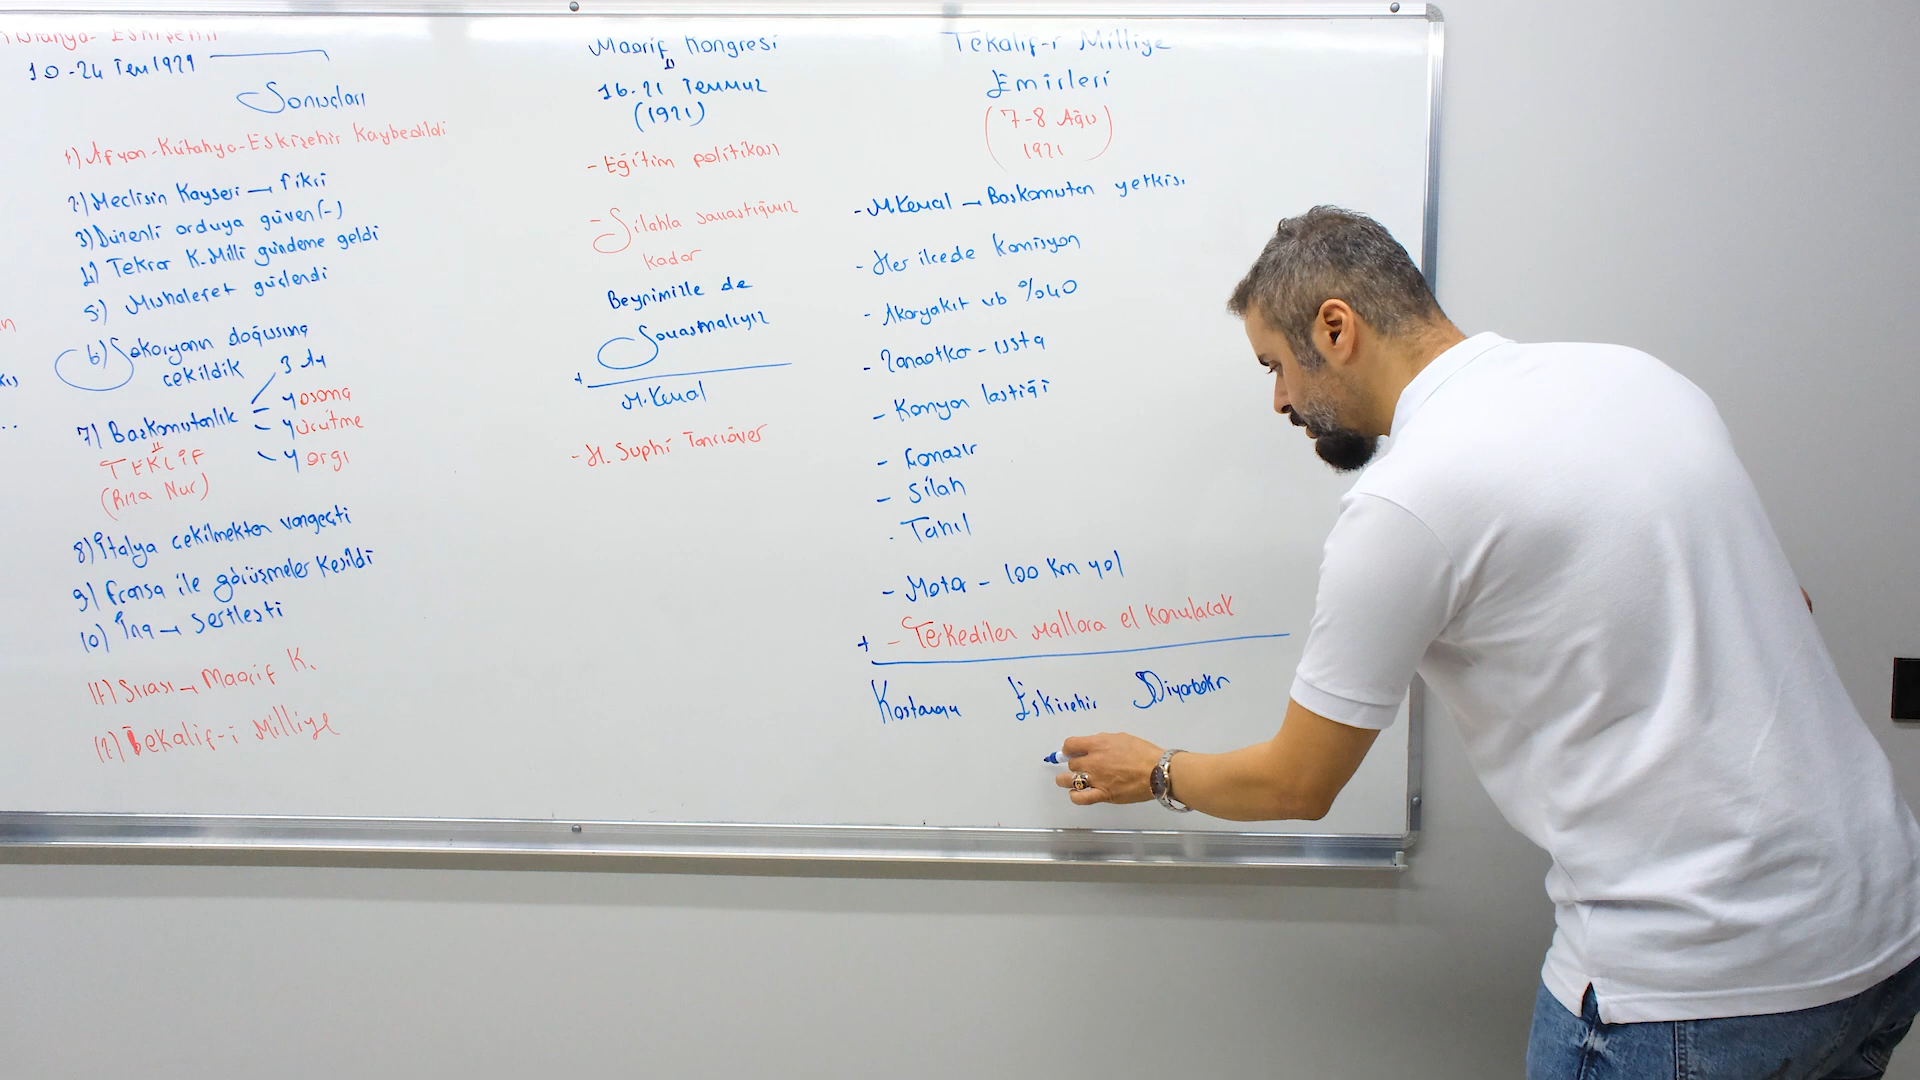 10-24 Tem 1921
Sonuçları
1) Afyon-Kütahya-Eskişehir Kaybedildi
2) Meclisin Kayseri → fikri
3) Düzenli orduya güven (-)
4) Tekrar K. Milli gündeme geldi
5) Muhalefet güçlendi
6) Sakaryanın doğusuna
çekildik
7) Başkomutanlık
3 Ay
Yasama
Yürütme
Yargı
TEKLİF
(Rıza Nur)
8) İtalya çekilmekten vazgeçti
9) Fransa ile görüşmeler kesildi
10) İng → Sertleşti
11) Sırası → Maarif K.
12) Tekalif-i Milliye
Maarif Kongresi
16-21 Temmuz
(1921)
- Eğitim politikası
- Silahla savaştığımız
kadar
Beynimizle de
Savaşmalıyız
+
M. Kemal
- H. Suphi Tanrıöver
Tekalif-i Milliye
Emirleri
(7-8 Ağu
1921)
- M. Kemal → Başkomutan yetkisi
- Her ilçede komisyon
- Akaryakıt vb %40
- Zanaatkar - usta
- Kamyon lastiği
- Çamaşır
- Silah
- Tahıl
- Motor - 100 km yol
+ - Terkedilen mallara el konulacak
Kastamonu Eskişehir Diyarbakır